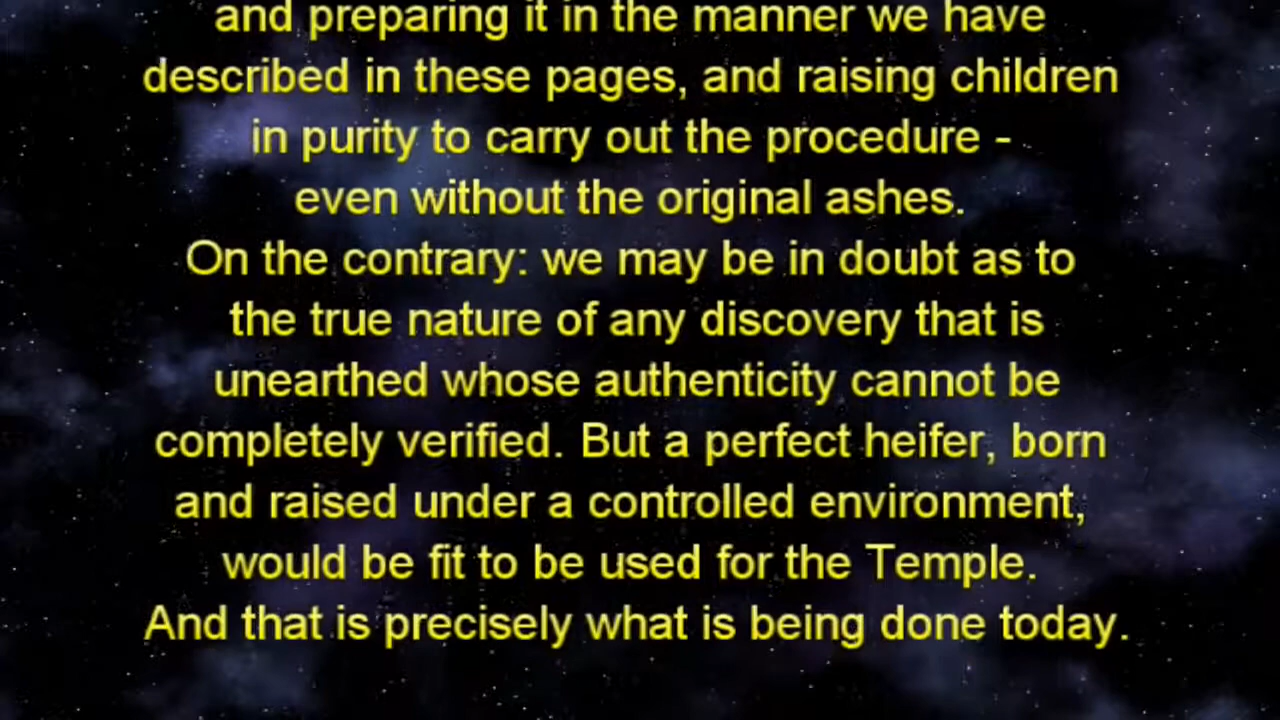 and preparing it in the manner we have
described in these pages, and raising children
in purity to carry out the procedure -
even without the original ashes.
On the contrary: we may be in doubt as to
the true nature of any discovery that is
unearthed whose authenticity cannot be
completely verified. But a perfect heifer, born
and raised under a controlled environment,
would be fit to be used for the Temple.
And that is precisely what is being done today.